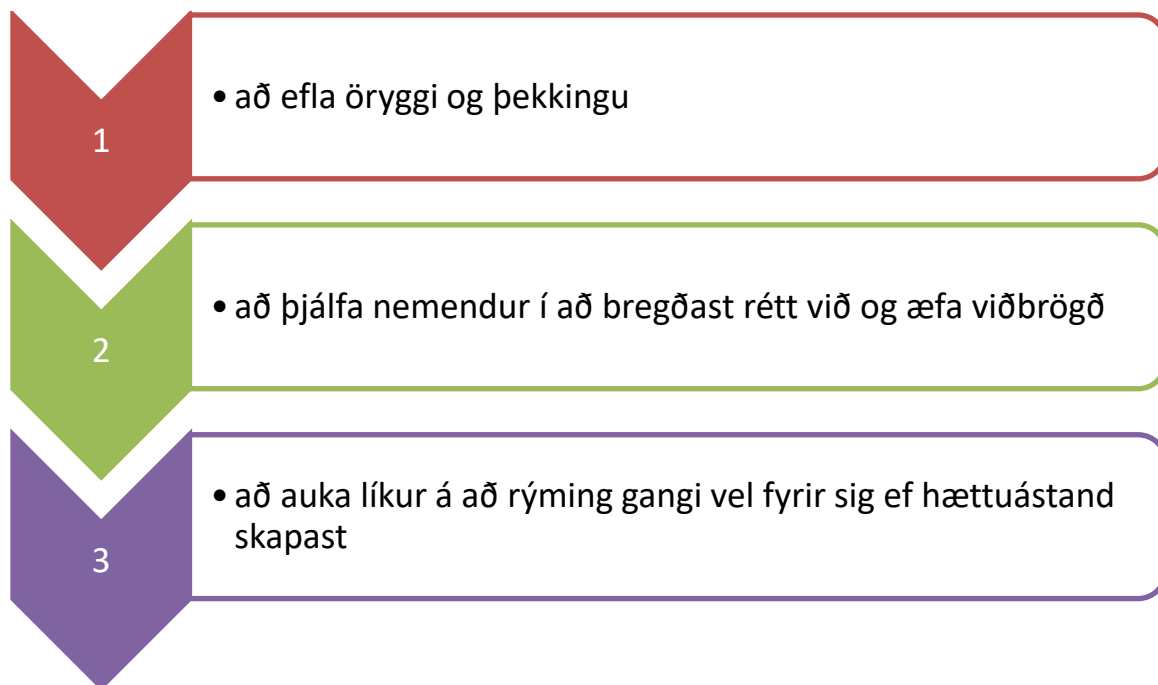 1
• að efla öryggi og þekkingu
2
• að þjálfa nemendur í að bregðast rétt við og æfa viðbrögð
3
• að auka líkur á að rýming gangi vel fyrir sig ef hættuástand
skapast